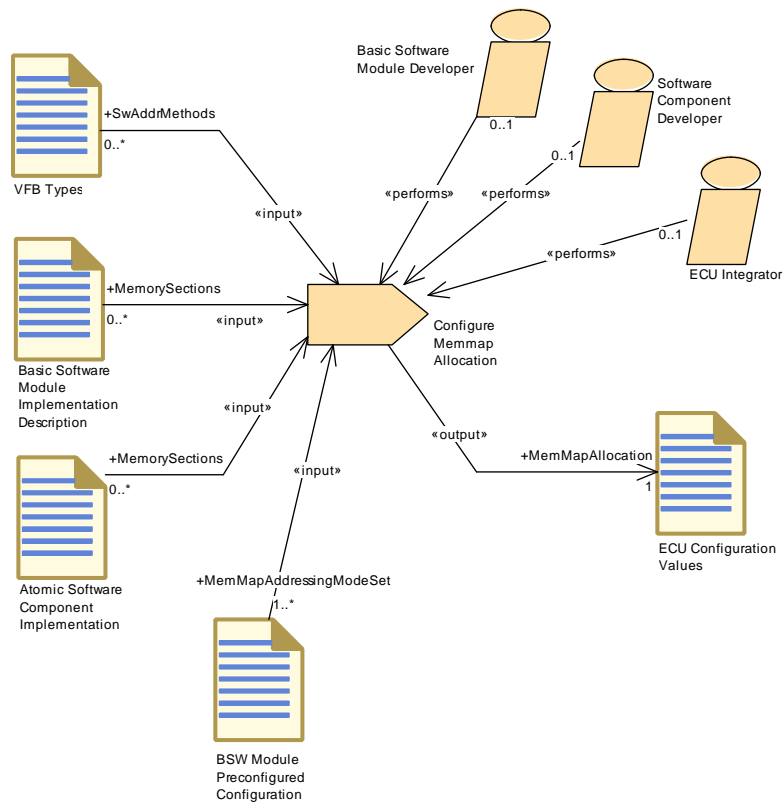 Basic Software
Module Developer
0..1
Software
Component
Developer
0..1
ECU Integrator
0..1
+SwAddrMethods
0..*
VFB Types
«input»
«performs»
«performs»
«performs»
+MemorySections
0..*
«input»
Basic Software
Module
Implementation
Description
Configure
Memmap
Allocation
«input»
+MemorySections
0..*
Atomic Software
Component
Implementation
«input»
«output»
+MemMapAllocation
1
ECU Configuration
Values
+MemMapAddressingModeSet
1..*
BSW Module
Preconfigured
Configuration